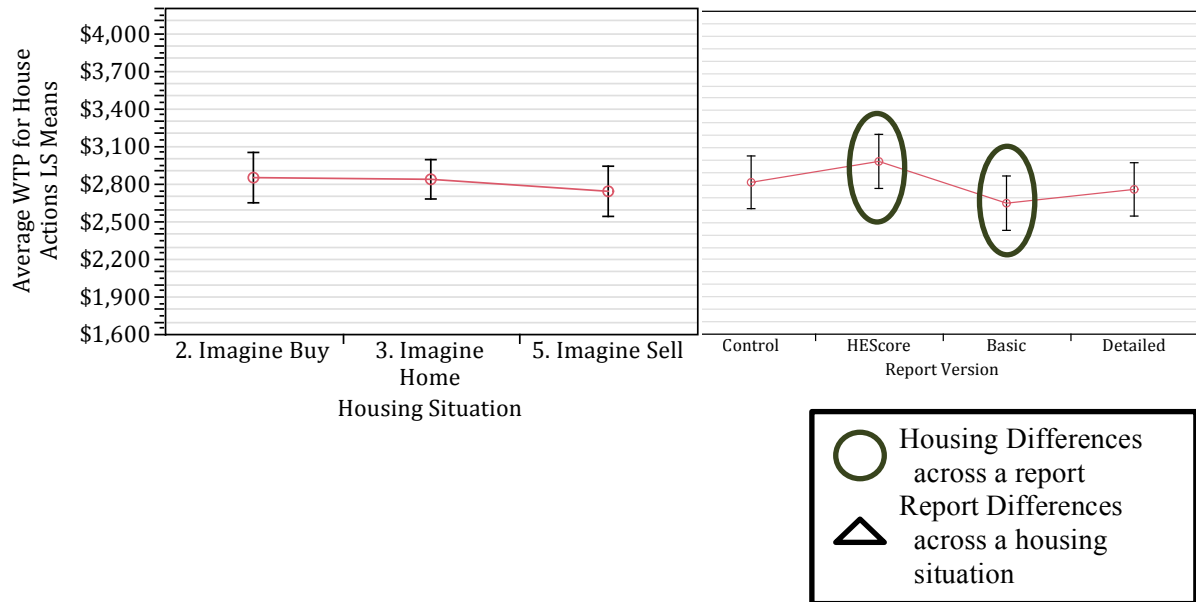 Average WTP for House
Actions LS Means
$4,000
$3,700
$3,400
$3,100
$2,800
$2,500
$2,200
$1,900
$1,600
2. Imagine Buy
3. Imagine
Home
5. Imagine Sell
Housing Situation
Control
HEScore
Basic
Detailed
Report Version
Housing Differences
across a report
Report Differences
across a housing
situation